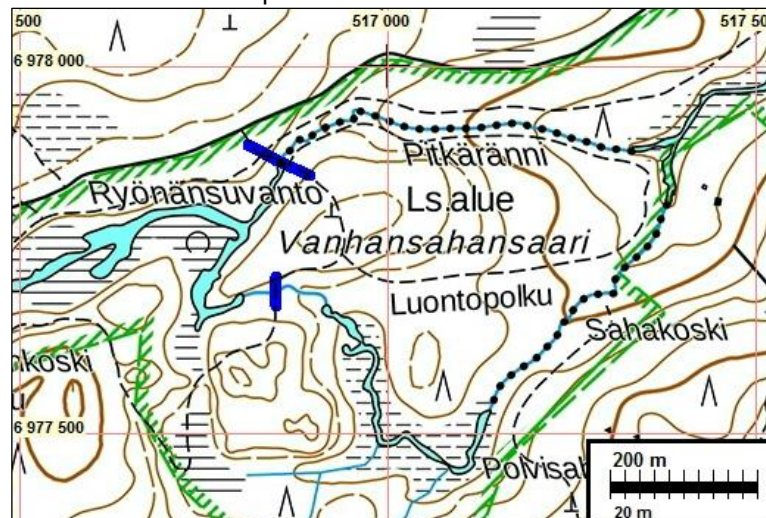 500
517 000
517 50
6 978 000
Pitkäranni
Ryönänsuvanto
Ls.alue
Vanhansahansaari
Luontopolku
Sahakoski
koski
u
6 977 500
Polvisa
200 m
20 m